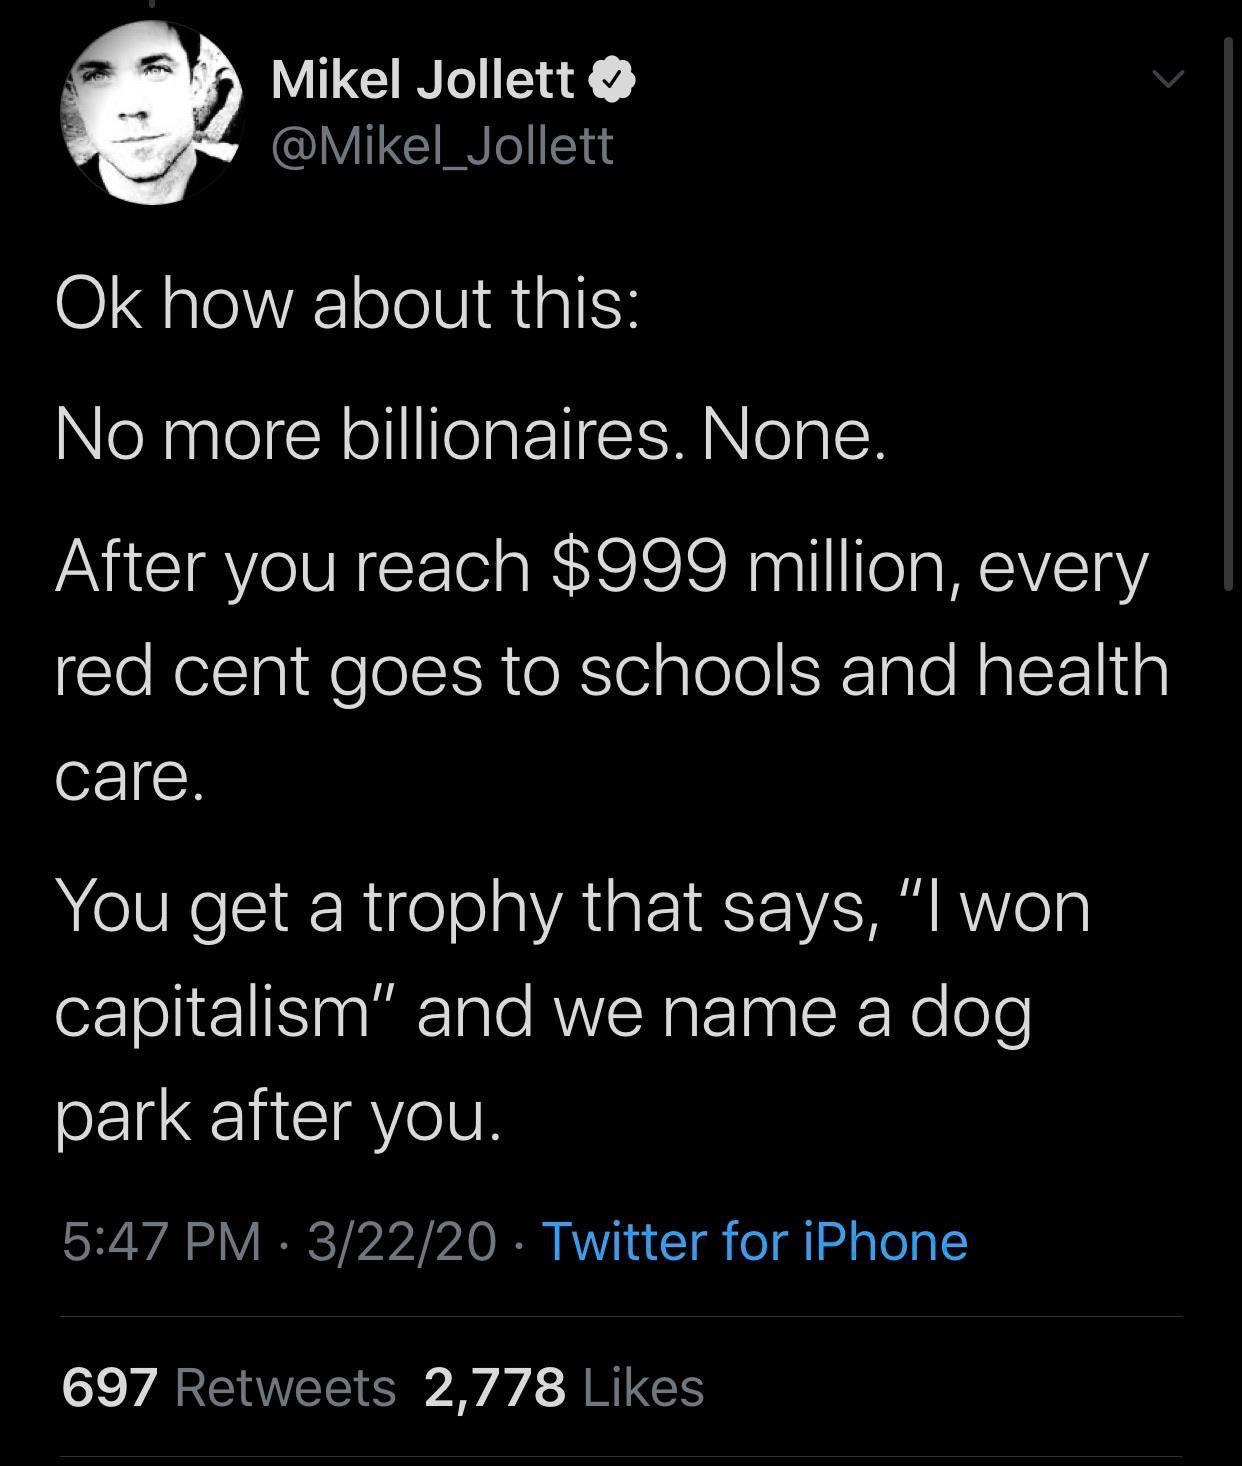 Mikel Jollett
@Mikel_Jollett
Ok how about this:
No more billionaires. None.
After you reach $999 million, every
red cent goes to schools and health
care.
You get a trophy that says, “I won
capitalism” and we name a dog
park after you.
5:47 PM · 3/22/20 · Twitter for iPhone
697 Retweets 2,778 Likes